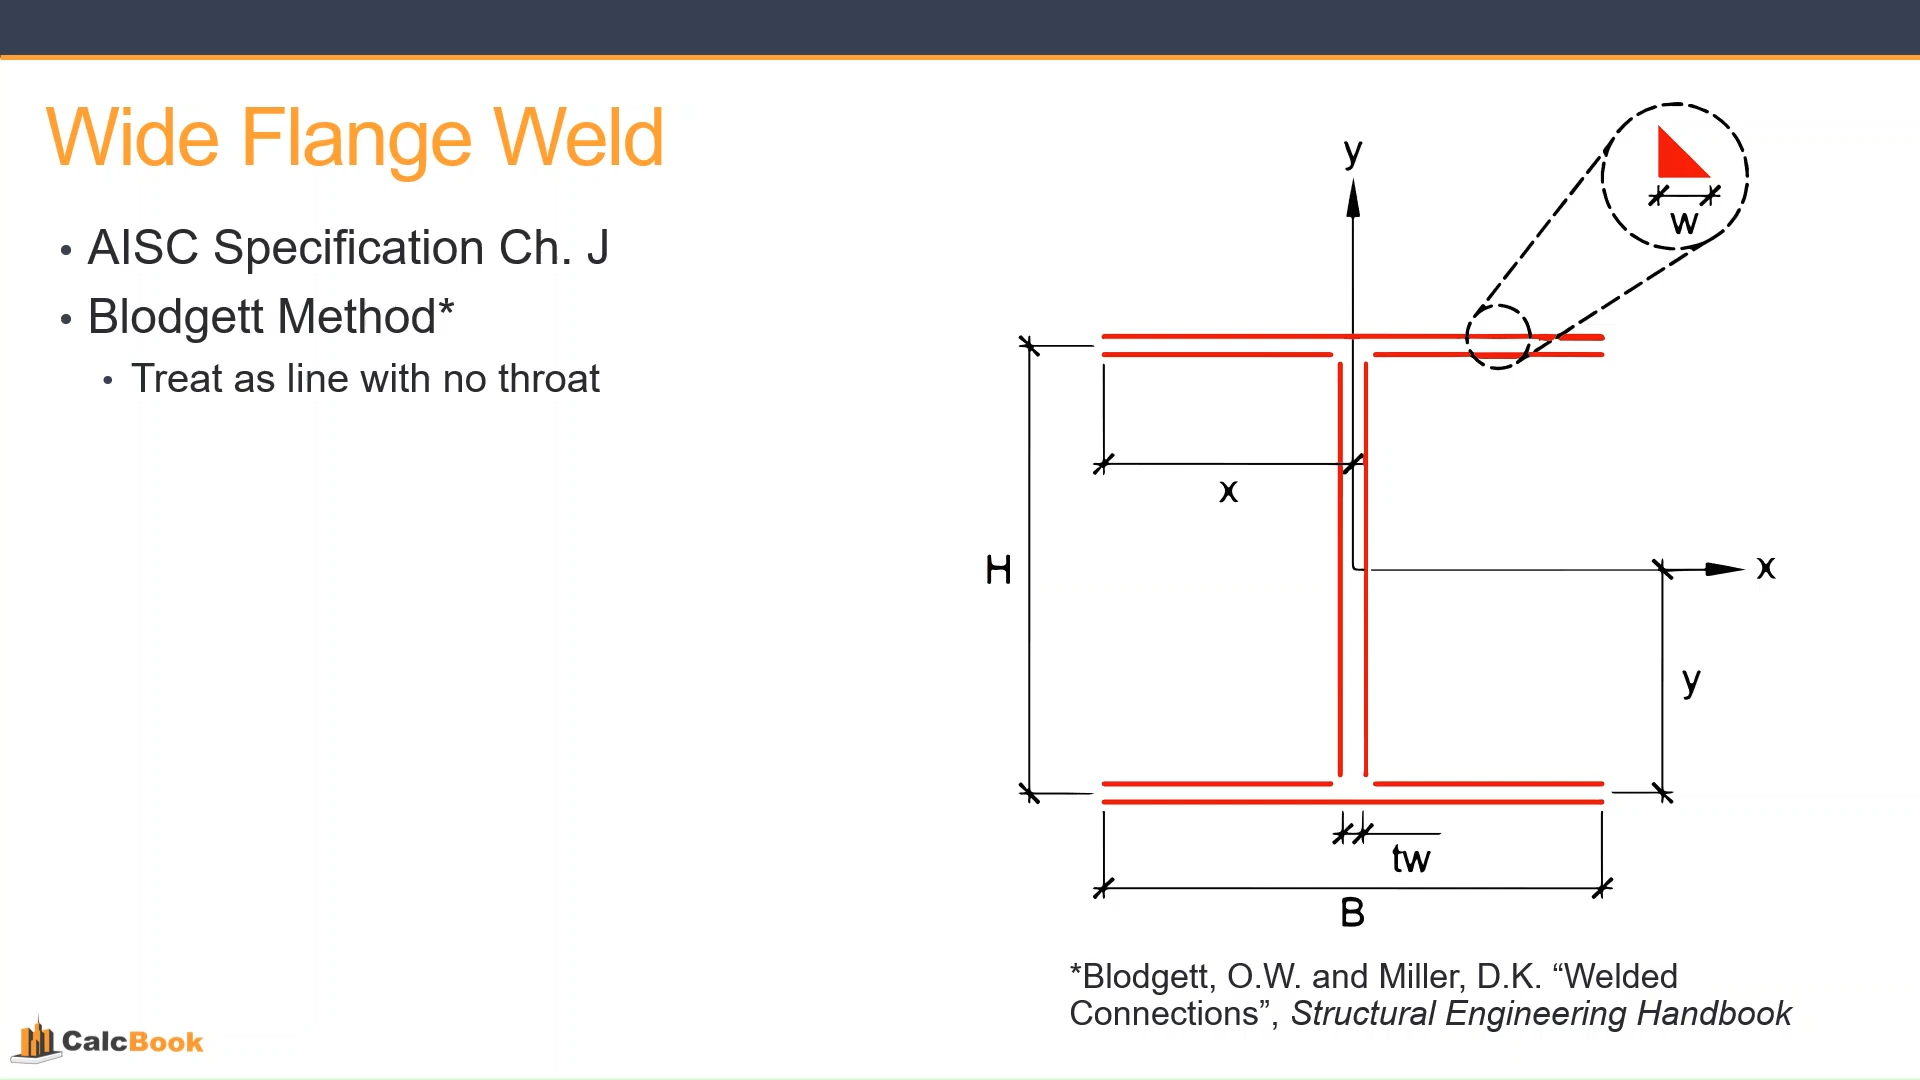 Wide Flange Weld
• AISC Specification Ch. J
• Blodgett Method*
• Treat as line with no throat
y
w
x
H
x
y
tw
B
*Blodgett, O.W. and Miller, D.K. “Welded
Connections”, Structural Engineering Handbook
CalcBook